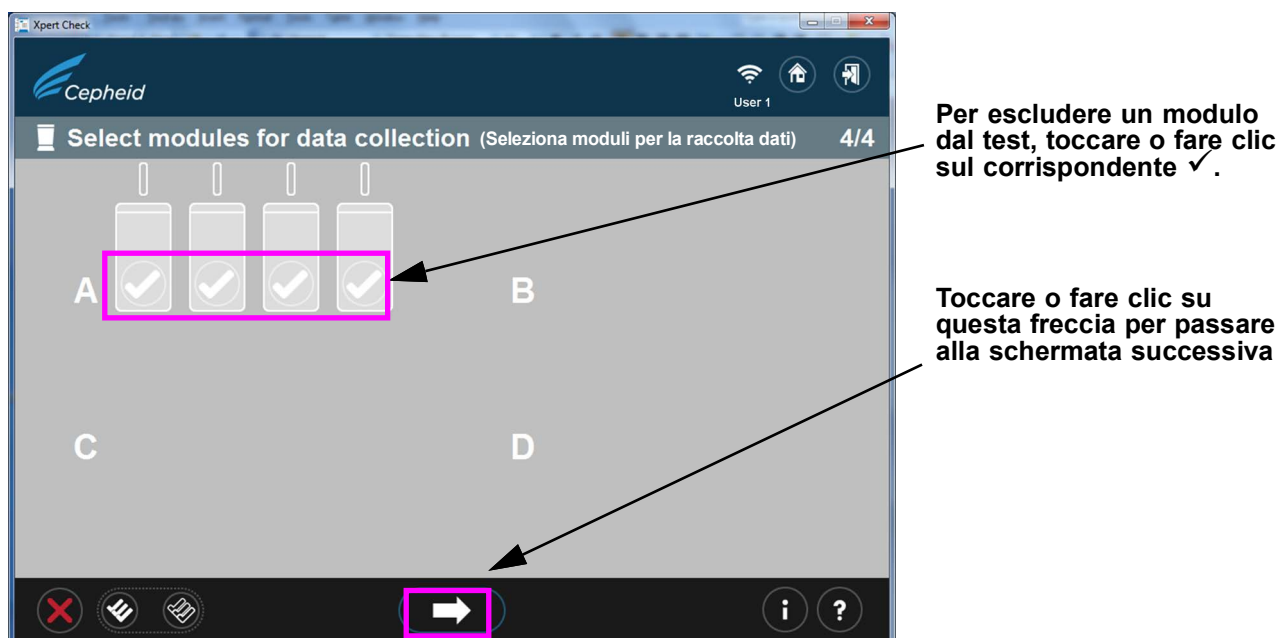 Xpert Check
Cepheid
User 1
Select modules for data collection (Seleziona moduli per la raccolta dati) 4/4
A
B
C
D
i ?
Per escludere un modulo
dal test, toccare o fare clic
sul corrispondente ✓.
Toccare o fare clic su
questa freccia per passare
alla schermata successiva